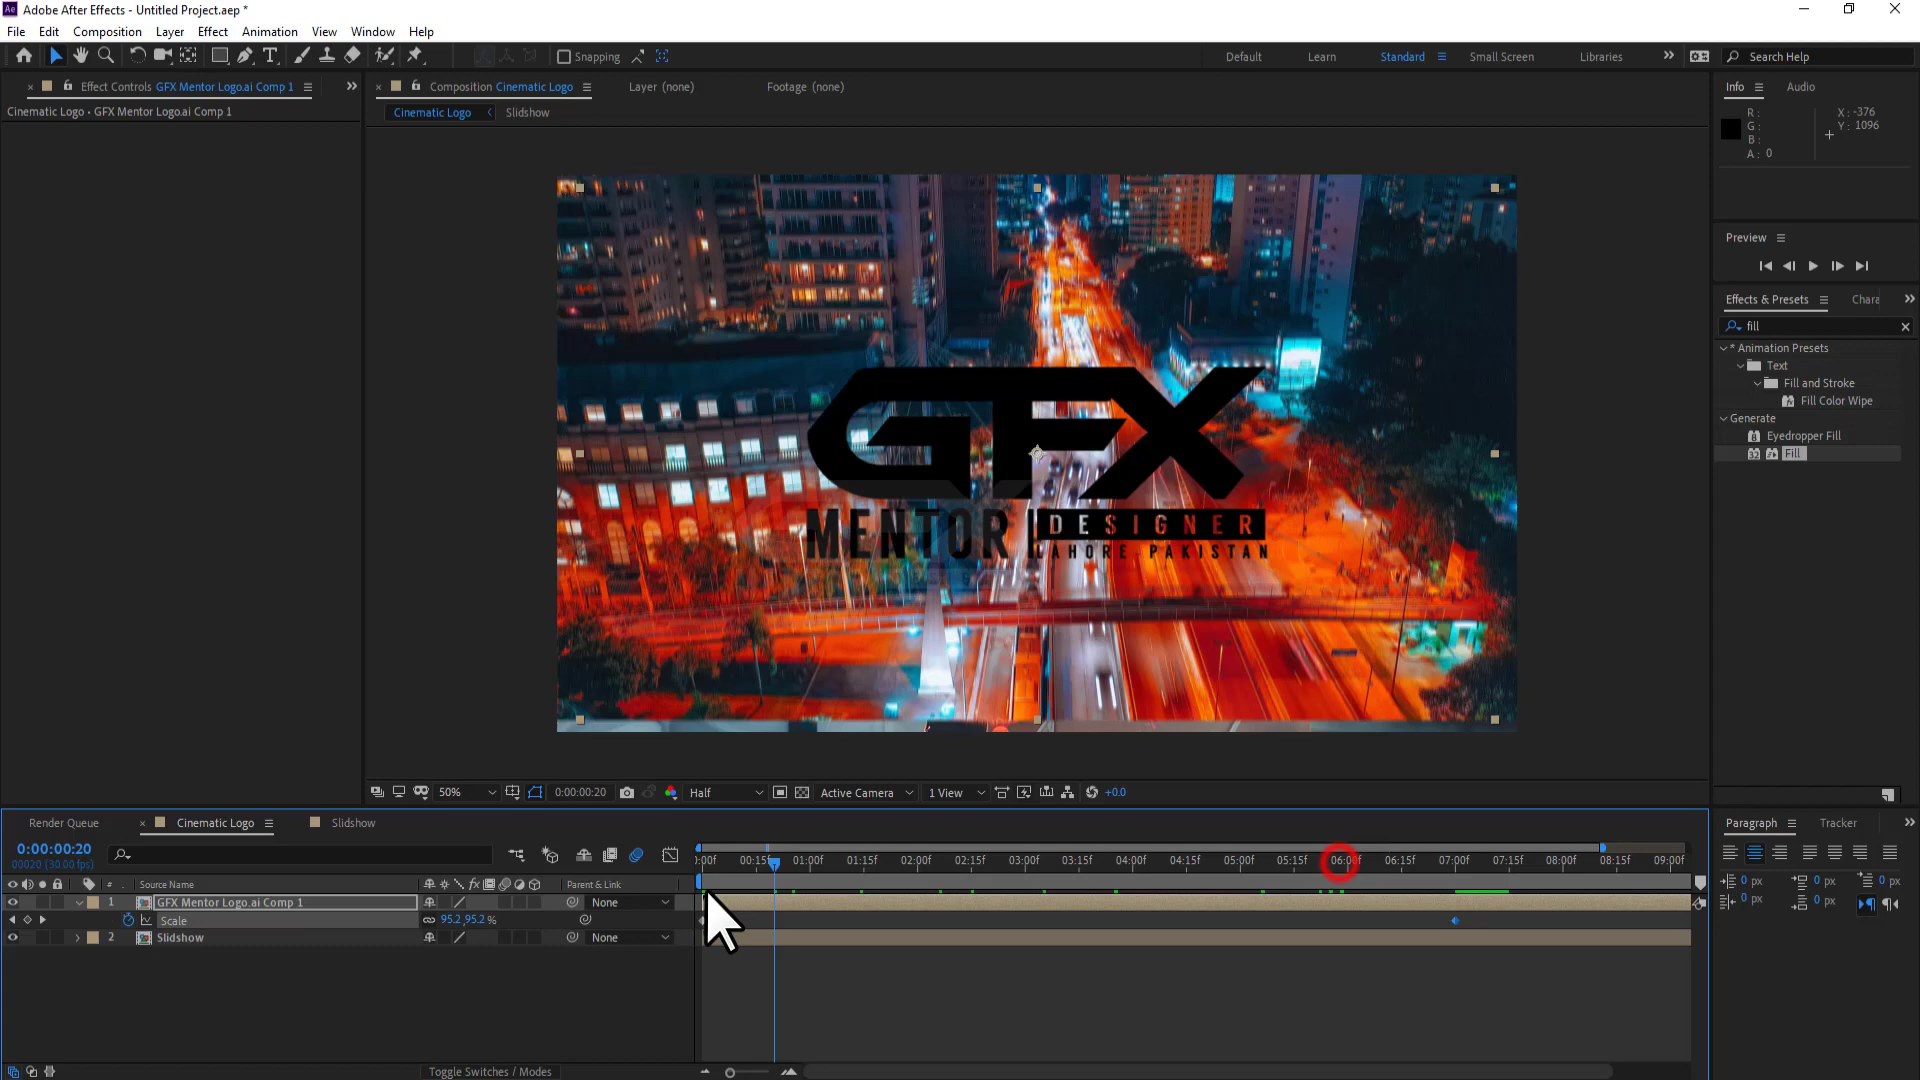 Adobe After Effects - Untitled Project.aep *
File Edit Composition Layer Effect Animation View Window Help
Snapping
Default Learn Standard Small Screen Libraries
Search Help
Effect Controls GFX Mentor Logo.ai Comp 1
Cinematic Logo • GFX Mentor Logo.ai Comp 1
Composition Cinematic Logo
Layer (none)
Footage (none)
Cinematic Logo
Slidshow
GFX
MENTOR
DESIGNER
LAHORE PAKISTAN
50%
0:00:00:20
Half
Active Camera
1 View
+0.0
Info
Audio
R :
G :
B :
A : 0
X : -376
Y : 1096
Preview
Effects & Presets
Chara
fill
* Animation Presets
Text
Fill and Stroke
Fill Color Wipe
Generate
Eyedropper Fill
Fill
Render Queue
Cinematic Logo
Slidshow
0:00:00:20
00020 (30.00 fps)
# Source Name
Parent & Link
1 GFX Mentor Logo.ai Comp 1 None
Scale 95.2,95.2 %
2 Slidshow None
):00f 00:15f 01:00f 01:15f 02:00f 02:15f 03:00f 03:15f 04:00f 04:15f 05:00f 05:15f 06:00f 06:15f 07:00f 07:15f 08:00f 08:15f 09:00f
Toggle Switches / Modes
Paragraph
Tracker
0 px 0 px 0 px
0 px 0 px